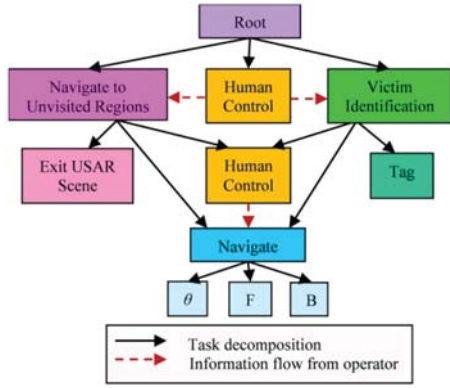 Root
Navigate to
Unvisited Regions
Human
Control
Victim
Identification
Exit USAR
Scene
Human
Control
Tag
Navigate
θ
F
B
Task decomposition
Information flow from operator